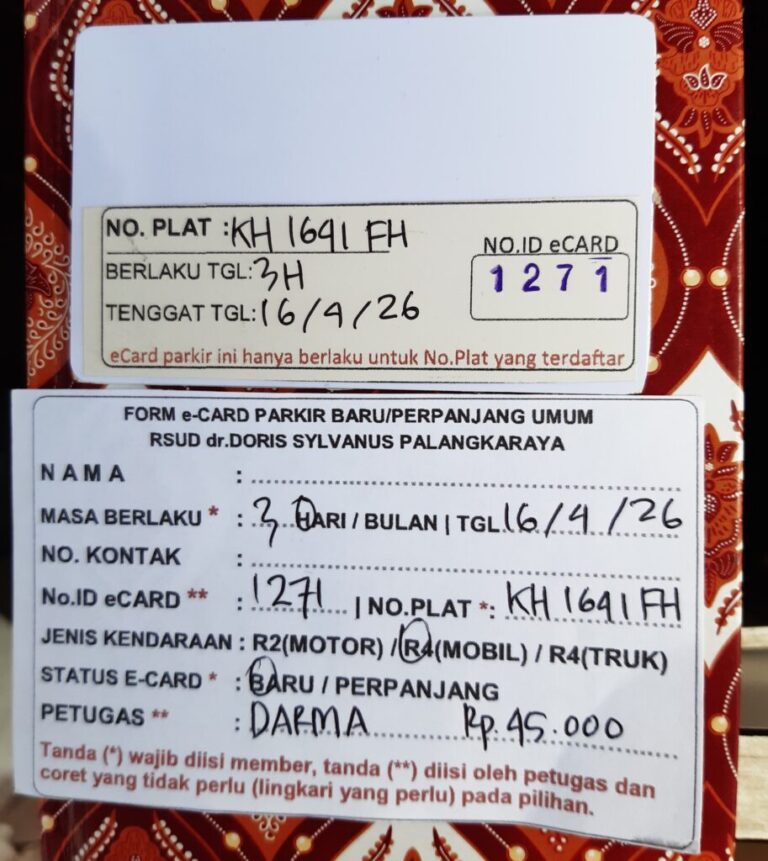 NO. PLAT : KH 1641 FH
NO.ID eCARD
BERLAKU TGL: 3H
1271
TENGGAT TGL: 16/4/26
eCard parkir ini hanya berlaku untuk No.Plat yang terdaftar
FORM e-CARD PARKIR BARU/PERPANJANG UMUM
RSUD dr.DORIS SYLVANUS PALANGKARAYA
NAMA :
MASA BERLAKU * : 3 HARI / BULAN | TGL 16/4/26
NO. KONTAK :
No.ID eCARD ** : 1271 | NO.PLAT *: KH 1641 FH
JENIS KENDARAAN : R2(MOTOR) / R4(MOBIL) / R4(TRUK)
STATUS E-CARD * : BARU / PERPANJANG
PETUGAS ** : DARMA Rp. 45.000
Tanda (*) wajib diisi member, tanda (**) diisi oleh petugas dan
coret yang tidak perlu (lingkari yang perlu) pada pilihan.